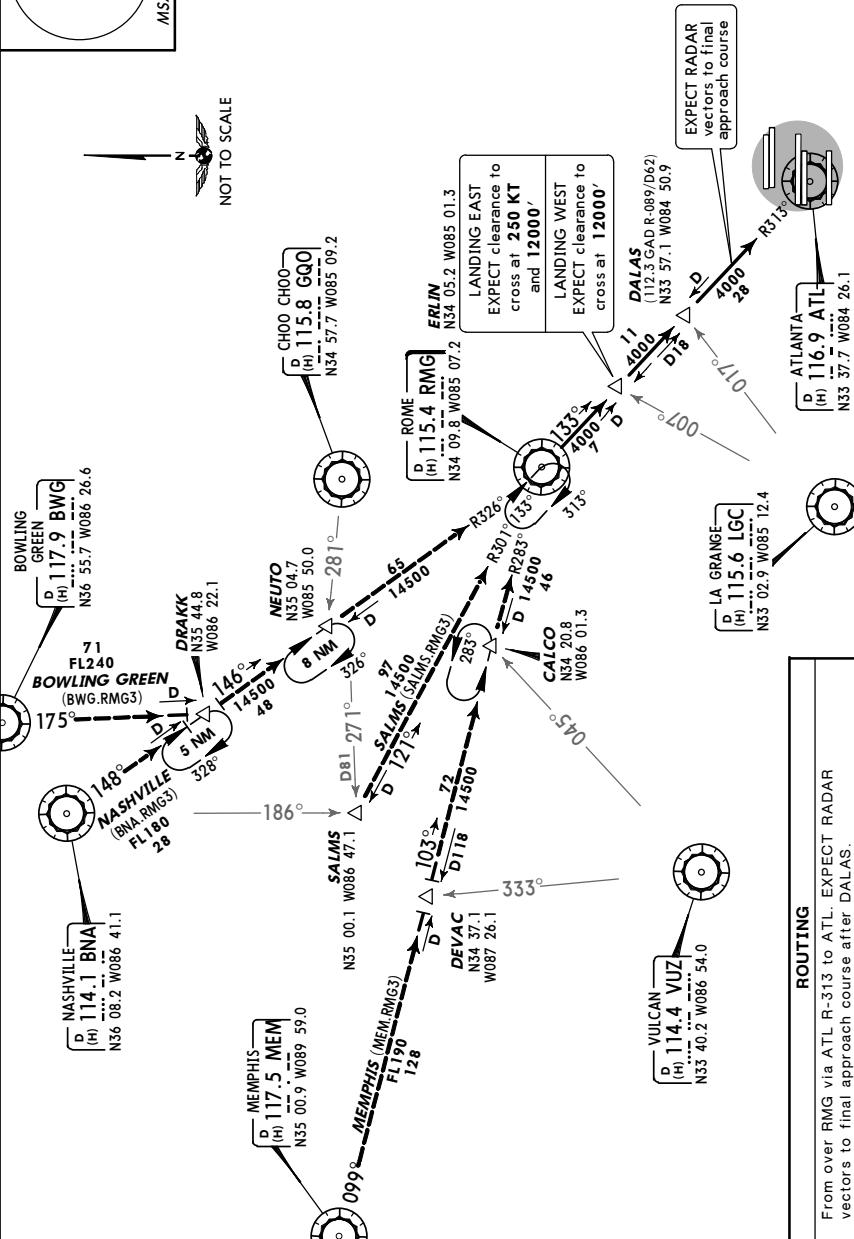 MSA
N
NOT TO SCALE
BOWLING
GREEN
D
(H) 117.9 BWG
N36 55.7 W086 26.6
71
FL240
BOWLING GREEN
(BWG.RMG3)
175°
D
DRAKK
N35 44.8
W086 22.1
NASHVILLE
D
(H) 114.1 BNA
N36 08.2 W086 41.1
148°
NASHVILLE
(BNA.RMG3)
FL180
28
D
5 NM
328°
146°
14500
48
NEUTO
N35 04.7
W085 50.0
8 NM
326°
CHOO CHOO
D
(H) 115.8 GQO
N34 57.7 W085 09.2
281°
D
65
14500
R326°
186°
D81
271°
SALMS
N35 00.1 W086 47.1
D
121°
97
14500
SALMS (SALMS.RMG3)
R301°
MEMPHIS
D
(H) 117.5 MEM
N35 00.9 W089 59.0
099°
MEMPHIS (MEM.RMG3)
FL190
128
D
DEVAC
N34 37.1
W087 26.1
333°
103°
D118
72
14500
283°
CALCO
N34 20.8
W086 01.3
045°
D
14500
46
R283°
VULCAN
D
(H) 114.4 VUZ
N33 40.2 W086 54.0
ROME
D
(H) 115.4 RMG
N34 09.8 W085 07.2
133°
313°
133°
4000
7
D
ERLIN
N34 05.2 W085 01.3
LANDING EAST
EXPECT clearance to
cross at 250 KT
and 12000'
LANDING WEST
EXPECT clearance to
cross at 12000'
11
4000
D18
DALAS
(112.3 GAD R-089/D62)
N33 57.1 W084 50.9
007°
017°
D
4000
28
R313°
EXPECT RADAR
vectors to final
approach course
LA GRANGE
D
(H) 115.6 LGC
N33 02.9 W085 12.4
ATLANTA
D
(H) 116.9 ATL
N33 37.7 W084 26.1
ROUTING
From over RMG via ATL R-313 to ATL. EXPECT RADAR
vectors to final approach course after DALAS.